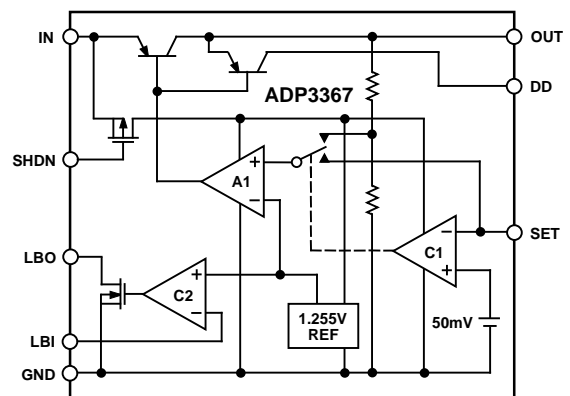 IN
OUT
DD
ADP3367
SHDN
+
A1
−
LBO
+
C2
−
−
C1
+
SET
1.255V
REF
50mV
LBI
GND